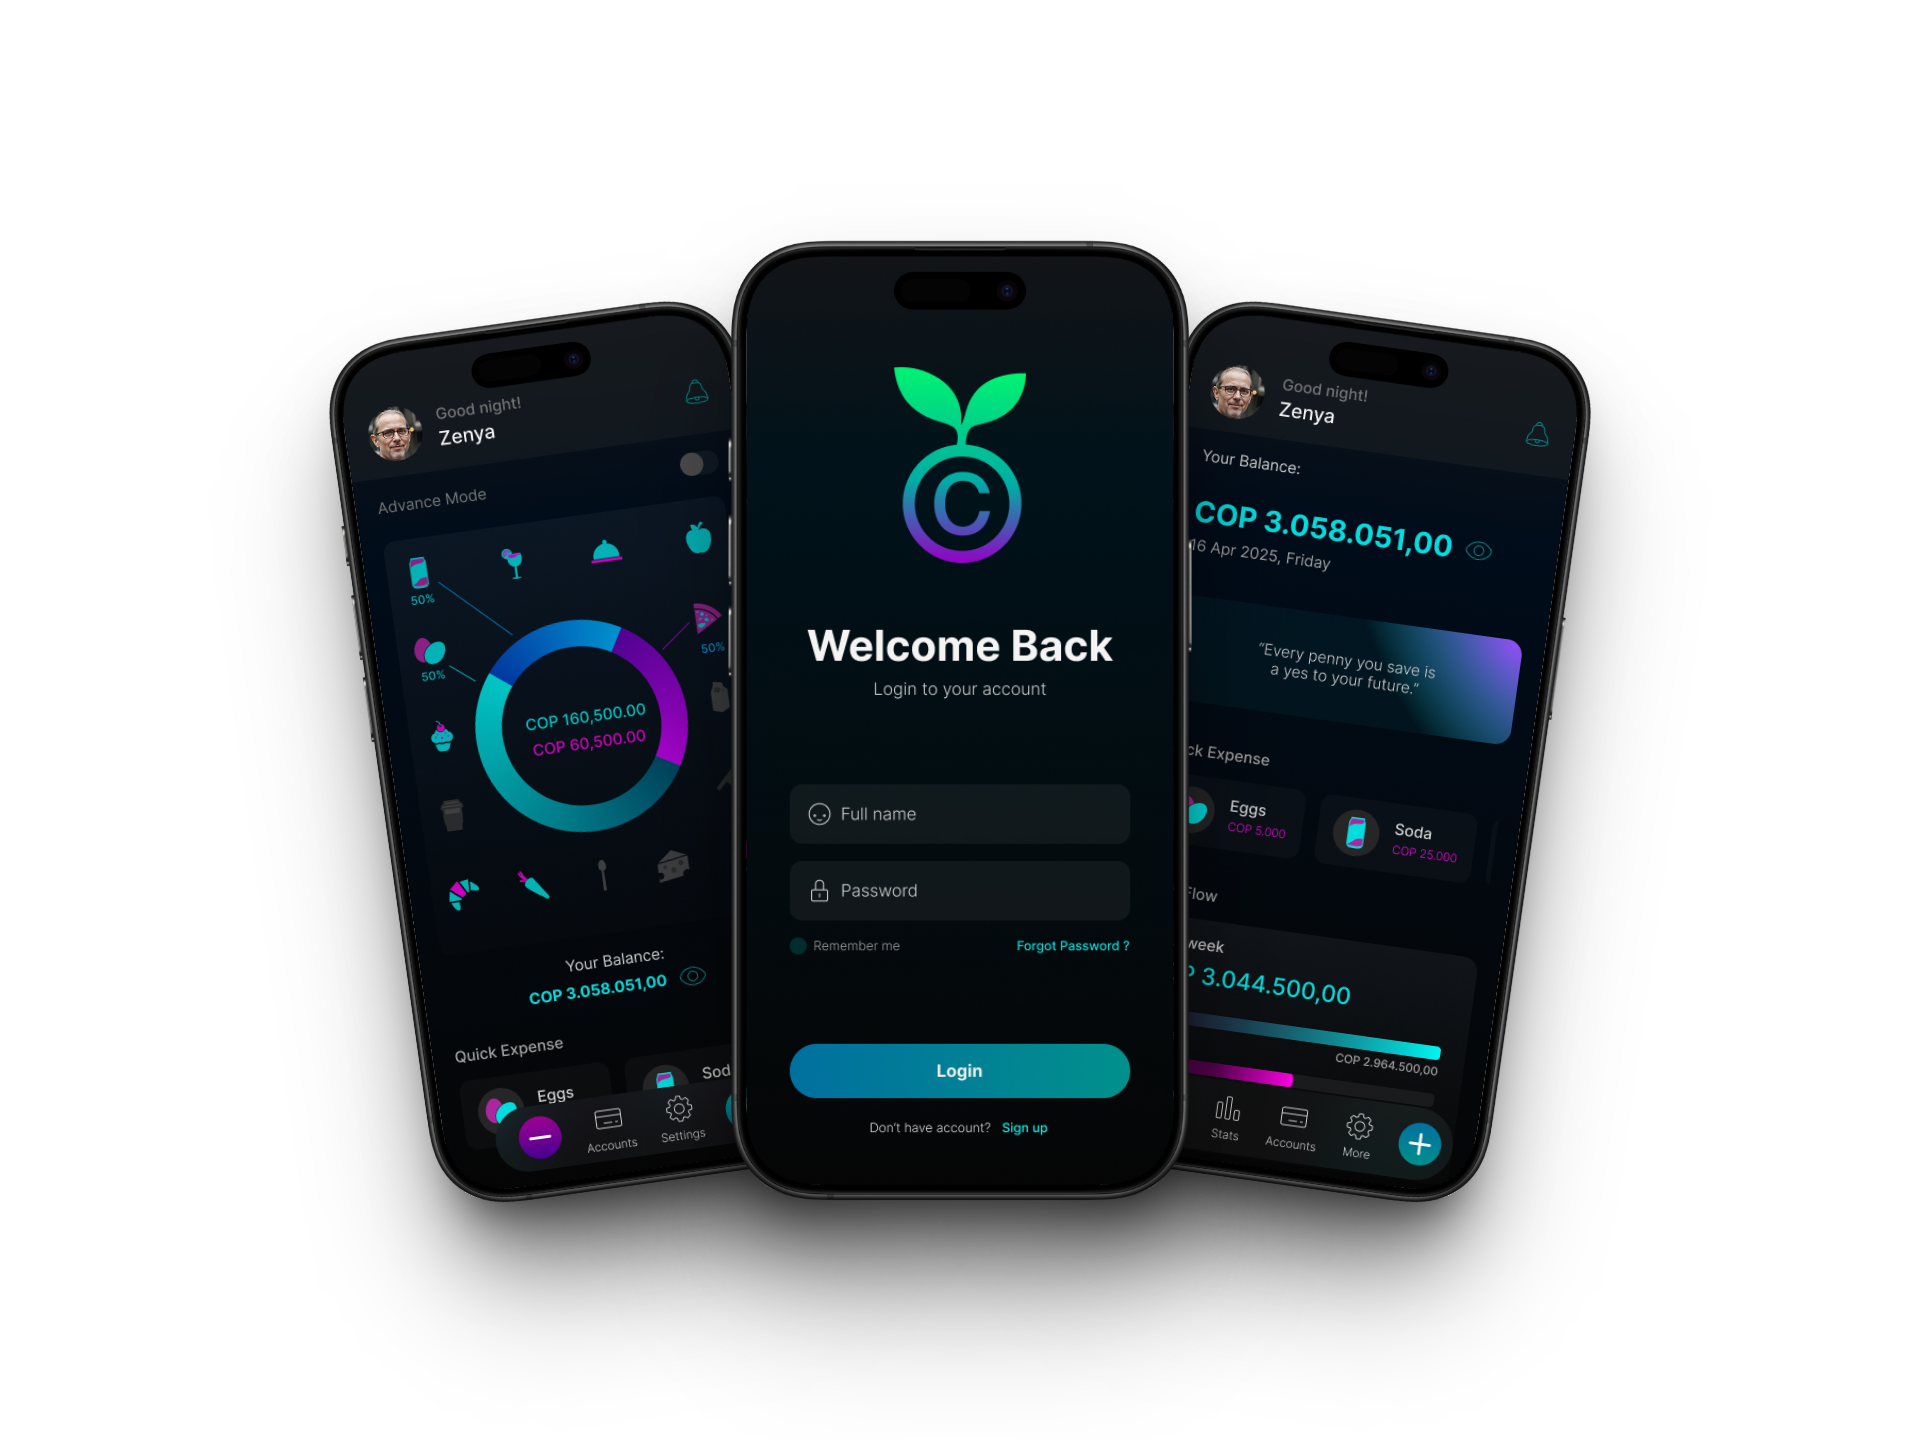 Good night!
Zenya
Advance Mode
50%
50%
50%
COP 160,500.00
COP 60,500.00
Your Balance:
COP 3.058.051,00
Quick Expense
Eggs
Accounts
Settings
C
Welcome Back
Login to your account
Full name
Password
Remember me
Forgot Password ?
Login
Don't have account? Sign up
Good night!
Zenya
Your Balance:
COP 3.058.051,00
16 Apr 2025, Friday
"Every penny you save is
a yes to your future."
Expense
Eggs
COP 5.000
Soda
COP 25.000
Flow
week
3.044.500,00
COP 2.964.500,00
Stats
Accounts
More